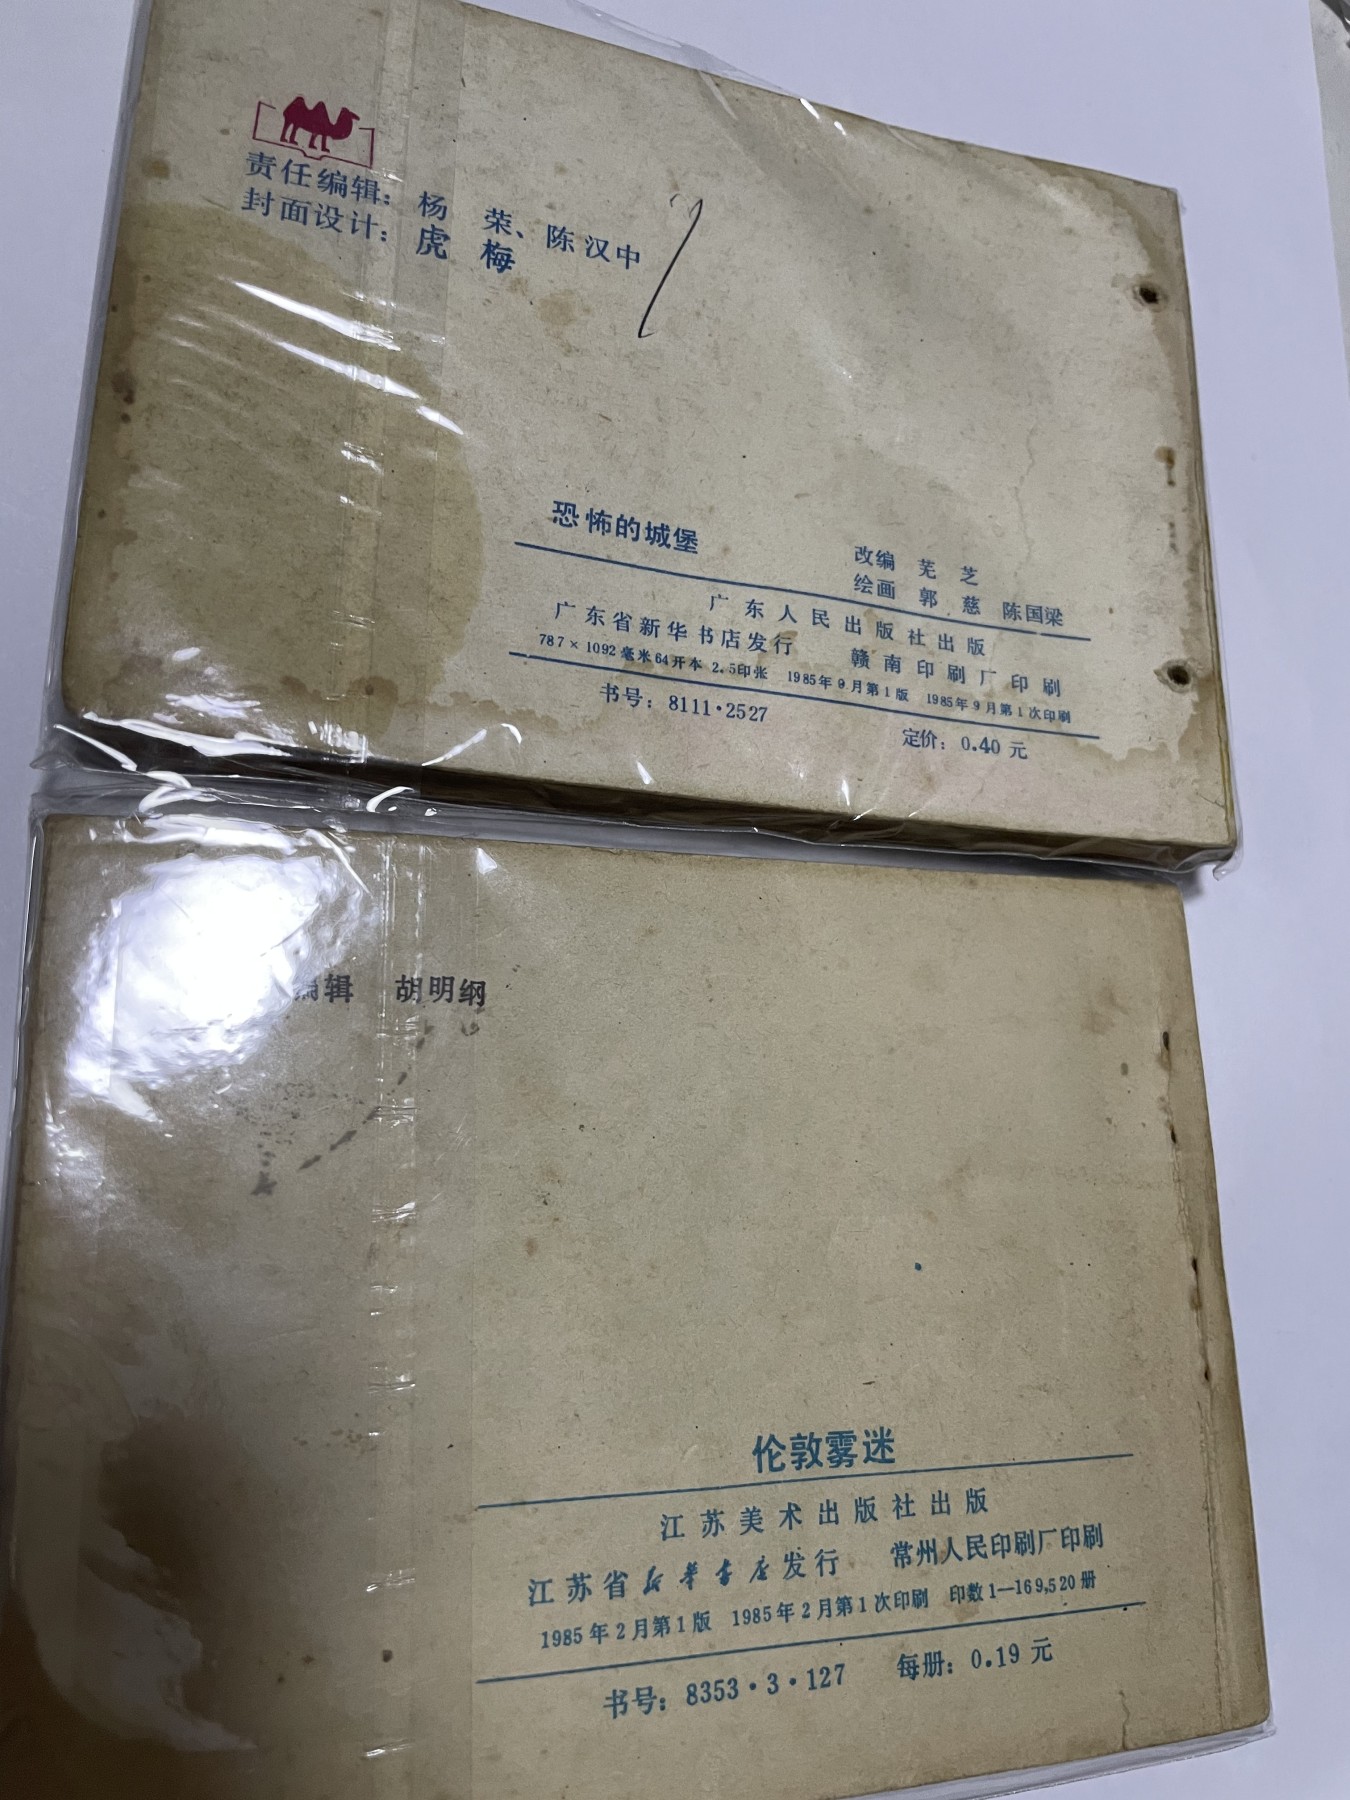 责任编辑：杨 荣、陈汉中
封面设计：虎 梅
恐怖的城堡
改编 芜 芝
绘画 郭 慈 陈国梁
广东人民出版社出版
广东省新华书店发行 赣南印刷厂印刷
787×1092毫米64开本 2.5印张 1985年9月第1版 1985年9月第1次印刷
书号：8111·2527 定价：0.40元
编辑 胡明纲
伦敦雾迷
江苏美术出版社出版
江苏省新华书店发行 常州人民印刷厂印刷
1985年2月第1版 1985年2月第1次印刷 印数1—169,520册
书号：8353·3·127 每册：0.19元